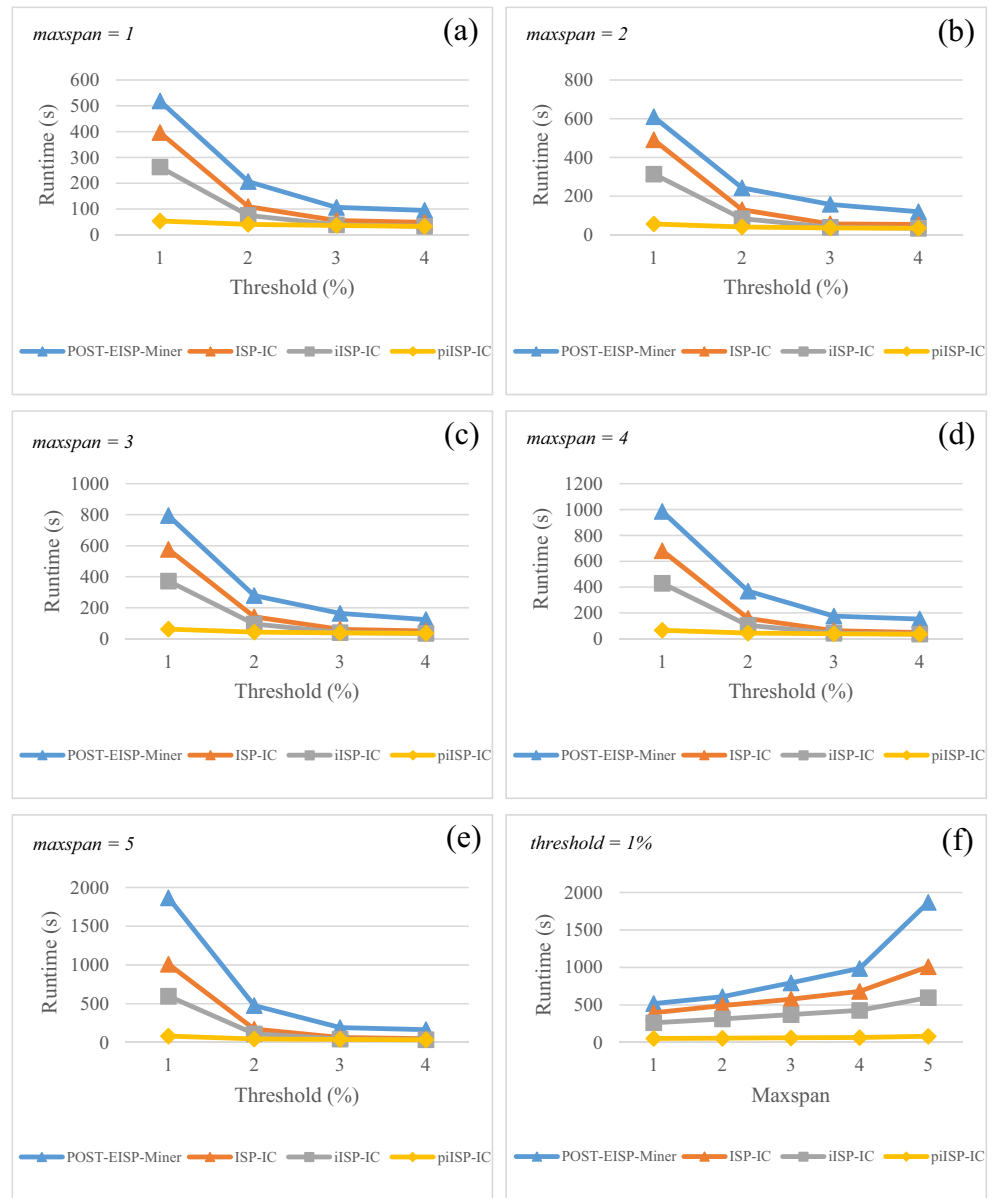 maxspan = 1
(a)
Runtime (s)
600
500
400
300
200
100
0
1 2 3 4
Threshold (%)
POST-EISP-Miner ISP-IC iISP-IC piISP-IC
maxspan = 2
(b)
Runtime (s)
800
600
400
200
0
1 2 3 4
Threshold (%)
POST-EISP-Miner ISP-IC iISP-IC piISP-IC
maxspan = 3
(c)
Runtime (s)
1000
800
600
400
200
0
1 2 3 4
Threshold (%)
POST-EISP-Miner ISP-IC iISP-IC piISP-IC
maxspan = 4
(d)
Runtime (s)
1200
1000
800
600
400
200
0
1 2 3 4
Threshold (%)
POST-EISP-Miner ISP-IC iISP-IC piISP-IC
maxspan = 5
(e)
Runtime (s)
2000
1500
1000
500
0
1 2 3 4
Threshold (%)
POST-EISP-Miner ISP-IC iISP-IC piISP-IC
threshold = 1%
(f)
Runtime (s)
2000
1500
1000
500
0
1 2 3 4 5
Maxspan
POST-EISP-Miner ISP-IC iISP-IC piISP-IC